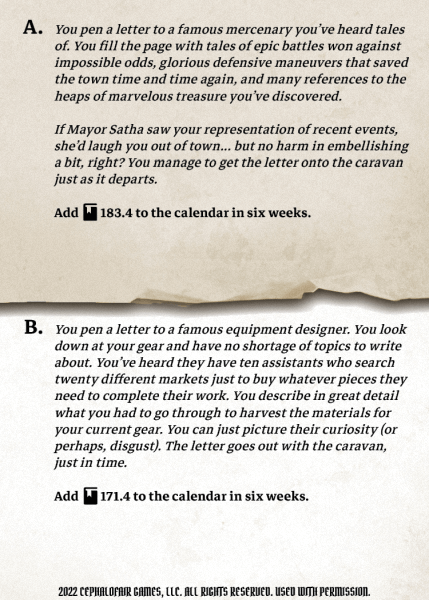 A. You pen a letter to a famous mercenary you've heard tales
of. You fill the page with tales of epic battles won against
impossible odds, glorious defensive maneuvers that saved
the town time and time again, and many references to the
heaps of marvelous treasure you've discovered.
If Mayor Satha saw your representation of recent events,
she'd laugh you out of town... but no harm in embellishing
a bit, right? You manage to get the letter onto the caravan
just as it departs.
Add 183.4 to the calendar in six weeks.
B. You pen a letter to a famous equipment designer. You look
down at your gear and have no shortage of topics to write
about. You've heard they have ten assistants who search
twenty different markets just to buy whatever pieces they
need to complete their work. You describe in great detail
what you had to go through to harvest the materials for
your current gear. You can just picture their curiosity (or
perhaps, disgust). The letter goes out with the caravan,
just in time.
Add 171.4 to the calendar in six weeks.
2022 CEPHALOFAIR GAMES, LLC. ALL RIGHTS RESERVED. USED WITH PERMISSION.